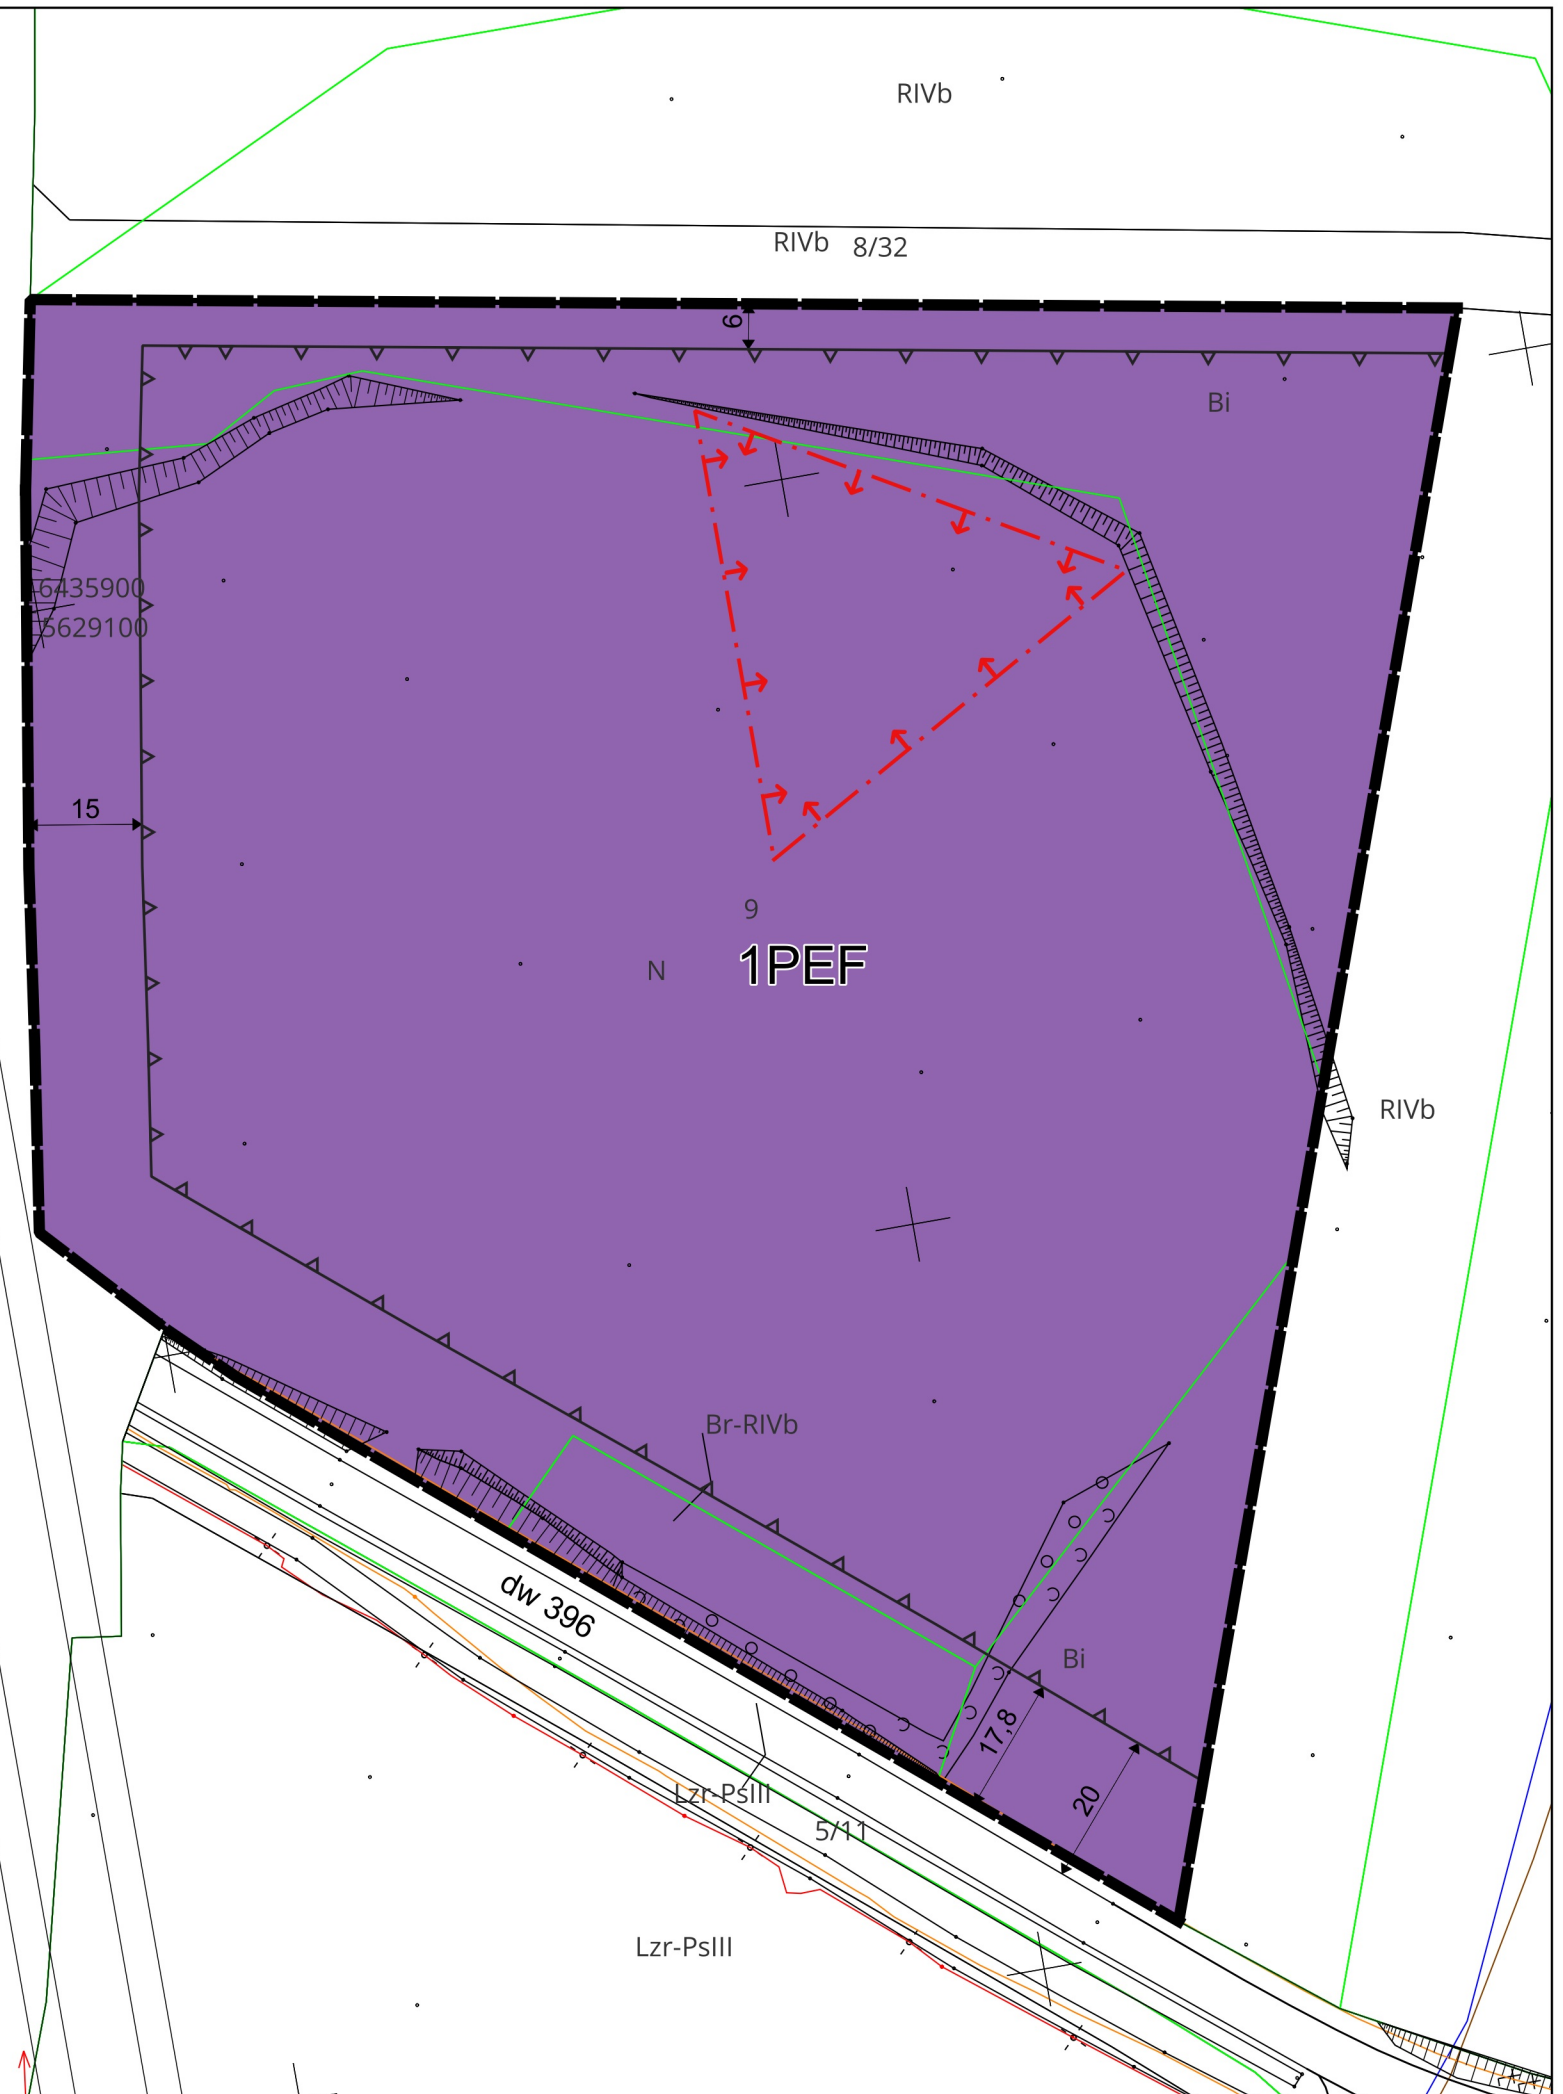 RIVb
RIVb 8/32
6
Bi
6435900
5629100
15
9
N 1PEF
RIVb
Br-RIVb
dw 396
Bi
17,8
20
Lzr-PsIII
5/11
Lzr-PsIII